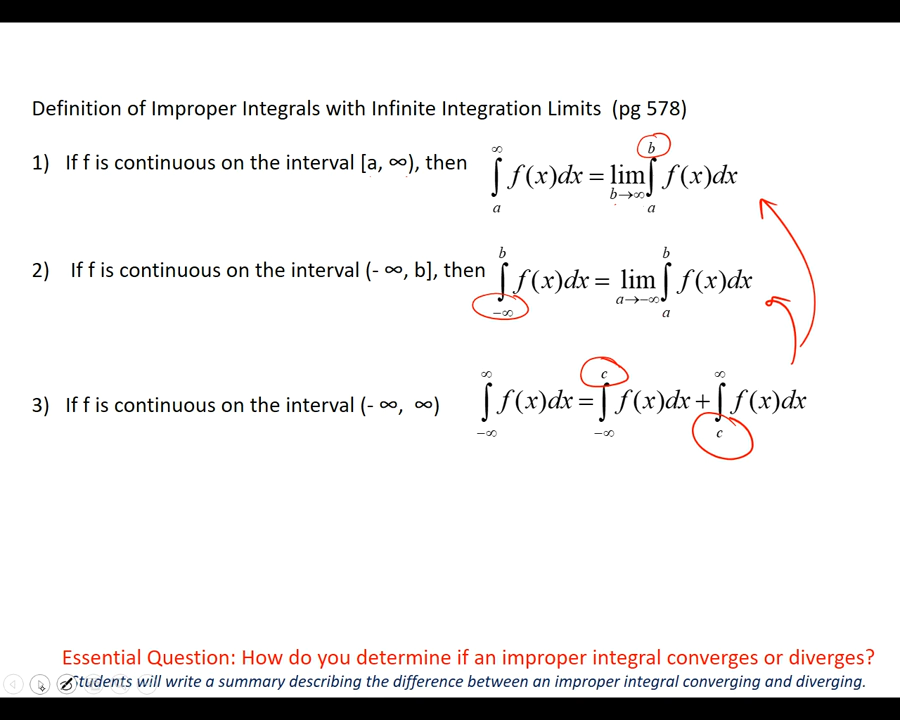 Definition of Improper Integrals with Infinite Integration Limits (pg 578)
1) If f is continuous on the interval [a, ∞), then ∫_a^∞ f(x)dx = lim_{b→∞} ∫_a^b f(x)dx
2) If f is continuous on the interval (- ∞, b], then ∫_{-∞}^b f(x)dx = lim_{a→-∞} ∫_a^b f(x)dx
3) If f is continuous on the interval (- ∞, ∞) ∫_{-∞}^∞ f(x)dx = ∫_{-∞}^c f(x)dx + ∫_c^∞ f(x)dx
Essential Question: How do you determine if an improper integral converges or diverges?
Students will write a summary describing the difference between an improper integral converging and diverging.